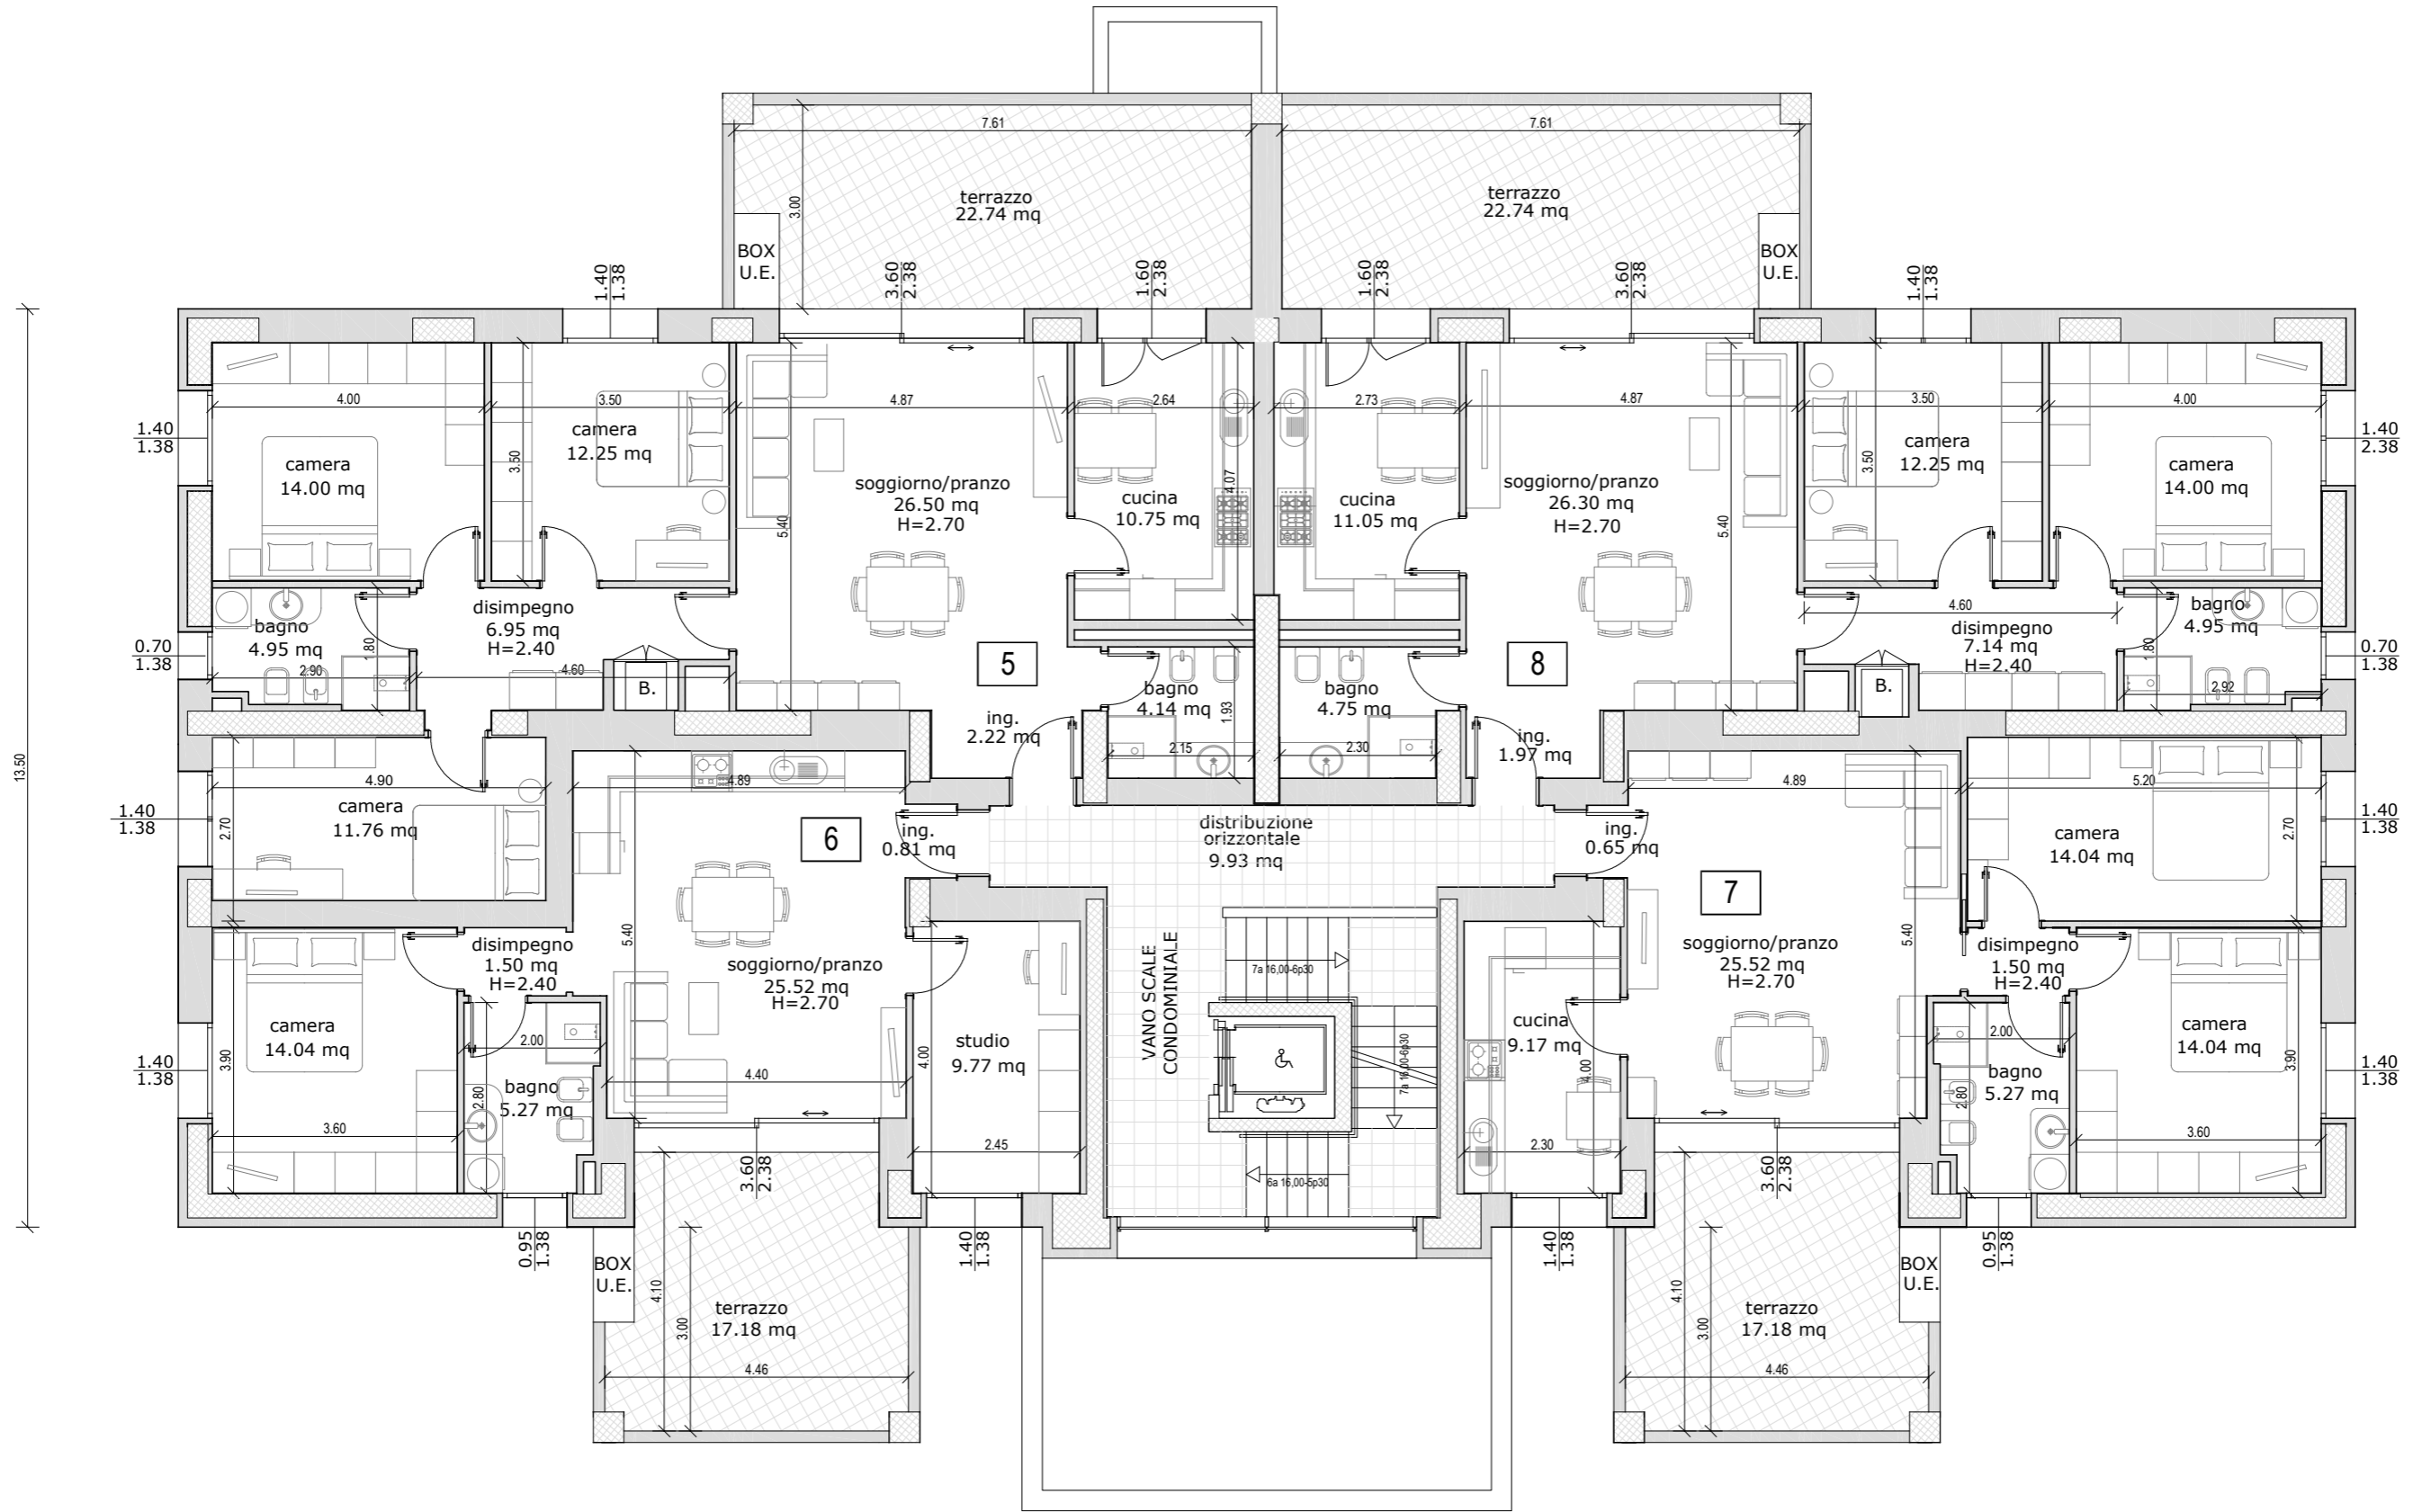 7.61
7.61
3.00
terrazzo
22.74 mq
terrazzo
22.74 mq
BOX
U.E.
BOX
U.E.
1.40
1.38
3.60
2.38
1.60
2.38
1.60
2.38
3.60
2.38
1.40
1.38
13.50
4.00
3.50
4.87
2.64
2.73
4.87
3.50
4.00
1.40
1.38
camera
14.00 mq
camera
12.25 mq
3.50
soggiorno/pranzo
26.50 mq
H=2.70
5.40
cucina
10.75 mq
4.07
cucina
11.05 mq
soggiorno/pranzo
26.30 mq
H=2.70
5.40
camera
12.25 mq
3.50
camera
14.00 mq
1.40
2.38
0.70
1.38
bagno
4.95 mq
1.80
2.90
disimpegno
6.95 mq
H=2.40
4.60
B.
5
bagno
4.14 mq
1.93
2.15
ing.
2.22 mq
bagno
4.75 mq
2.30
8
ing.
1.97 mq
4.60
disimpegno
7.14 mq
H=2.40
B.
bagno
4.95 mq
1.80
2.92
0.70
1.38
1.40
1.38
4.90
camera
11.76 mq
2.70
4.89
6
ing.
0.81 mq
distribuzione
orizzontale
9.93 mq
ing.
0.65 mq
4.89
7
5.20
camera
14.04 mq
2.70
1.40
1.38
disimpegno
1.50 mq
H=2.40
5.40
soggiorno/pranzo
25.52 mq
H=2.70
4.40
camera
14.04 mq
3.90
3.60
1.40
1.38
2.00
bagno
5.27 mq
2.80
studio
9.77 mq
4.00
2.45
VANO SCALE
CONDOMINIALE
7a 16,00-6p30
7a 16,00-6p30
6a 16,00-5p30
cucina
9.17 mq
4.00
2.30
soggiorno/pranzo
25.52 mq
H=2.70
5.40
disimpegno
1.50 mq
H=2.40
2.00
bagno
5.27 mq
2.80
camera
14.04 mq
3.90
3.60
1.40
1.38
3.60
2.38
3.60
2.38
0.95
1.38
1.40
1.38
1.40
1.38
0.95
1.38
BOX
U.E.
4.10
3.00
terrazzo
17.18 mq
4.46
BOX
U.E.
4.10
3.00
terrazzo
17.18 mq
4.46